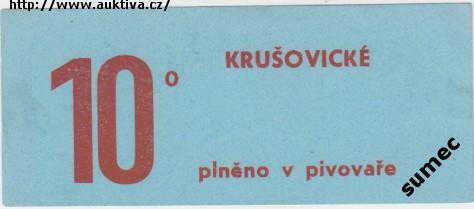 http://www.auktiva.cz/
10° KRUŠOVICKÉ
plněno v pivovaře
sumec